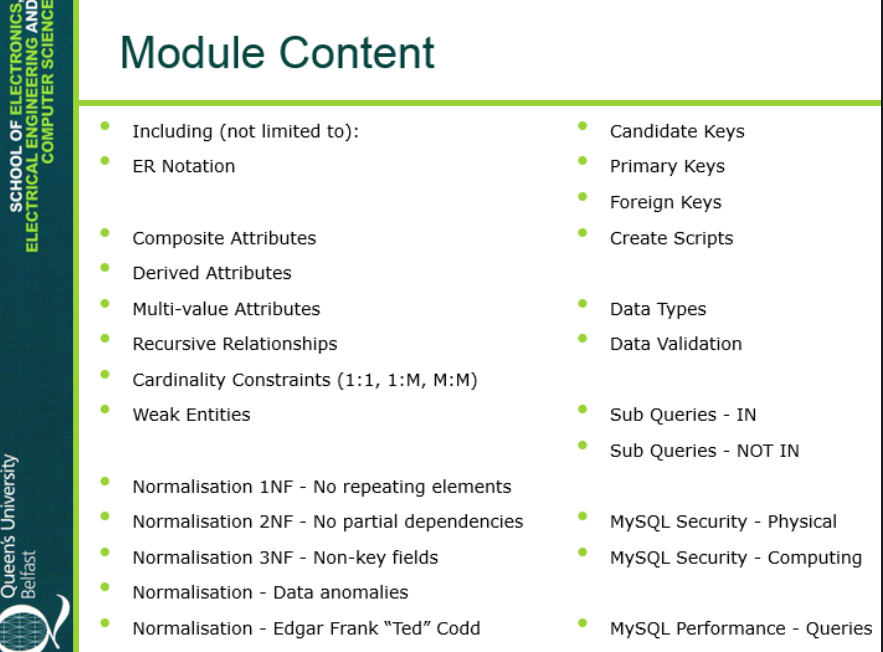 SCHOOL OF ELECTRONICS,
ELECTRICAL ENGINEERING AND
COMPUTER SCIENCE
Queen's University
Belfast
Module Content
Including (not limited to):
ER Notation
Composite Attributes
Derived Attributes
Multi-value Attributes
Recursive Relationships
Cardinality Constraints (1:1, 1:M, M:M)
Weak Entities
Normalisation 1NF - No repeating elements
Normalisation 2NF - No partial dependencies
Normalisation 3NF - Non-key fields
Normalisation - Data anomalies
Normalisation - Edgar Frank “Ted” Codd
Candidate Keys
Primary Keys
Foreign Keys
Create Scripts
Data Types
Data Validation
Sub Queries - IN
Sub Queries - NOT IN
MySQL Security - Physical
MySQL Security - Computing
MySQL Performance - Queries